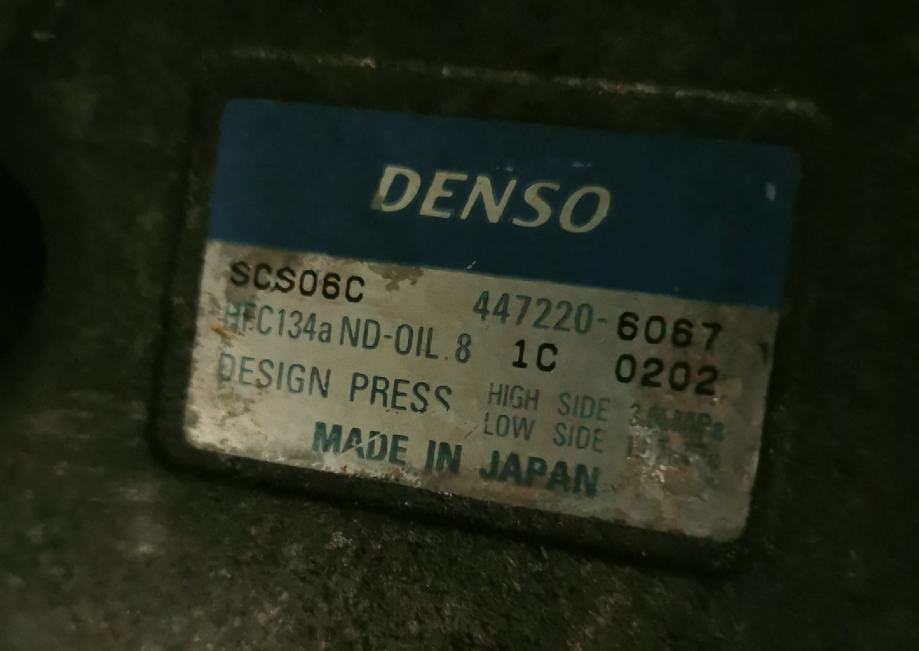 DENSO
SCS06C 447220-6067
HFC134a ND-OIL.8 1C 0202
DESIGN PRESS HIGH SIDE
LOW SIDE
MADE IN JAPAN